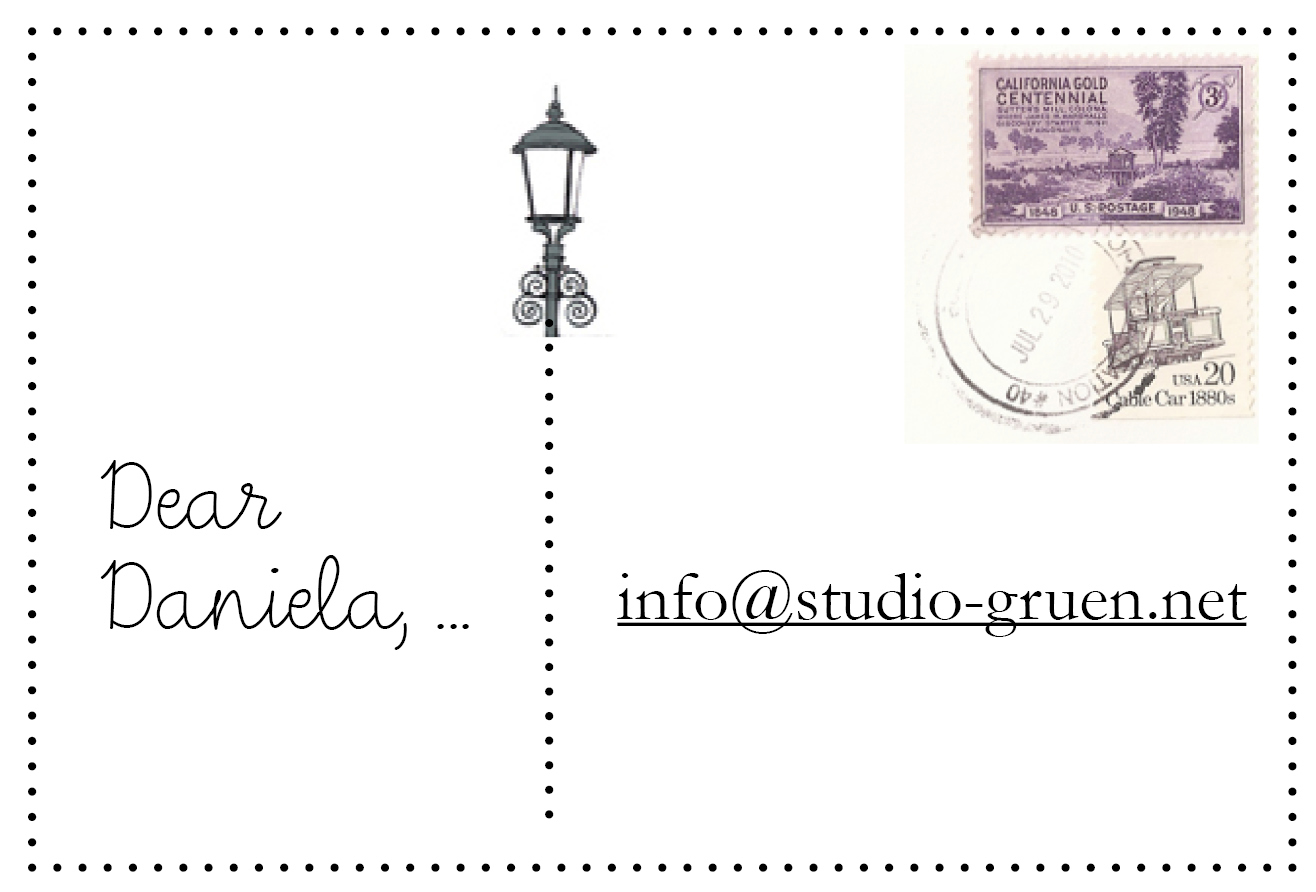 CALIFORNIA GOLD
CENTENNIAL
SUTTER'S MILL, COLOMA
WHERE JAMES W. MARSHALL'S
DISCOVERY STARTED RUSH
OF ARGONAUTS
3¢
1848 U.S. POSTAGE 1948
JUL 29 2010
STATION #40
USA 20
Cable Car 1880s
Dear
Daniela, ...
info@studio-gruen.net